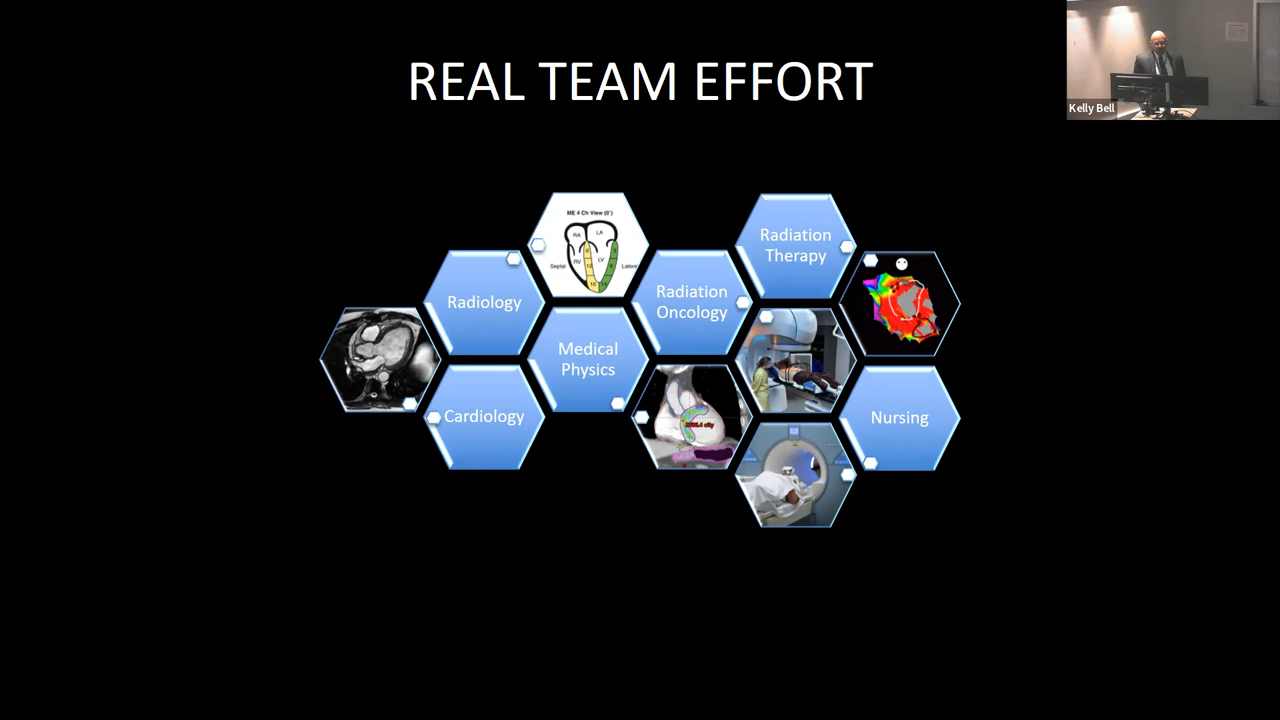 REAL TEAM EFFORT
Kelly Bell
ME 4 Ch View (0°)
RA
LA
RV
LV
Septal
Lateral
Radiology
Cardiology
Medical
Physics
Radiation
Oncology
Radiation
Therapy
Nursing